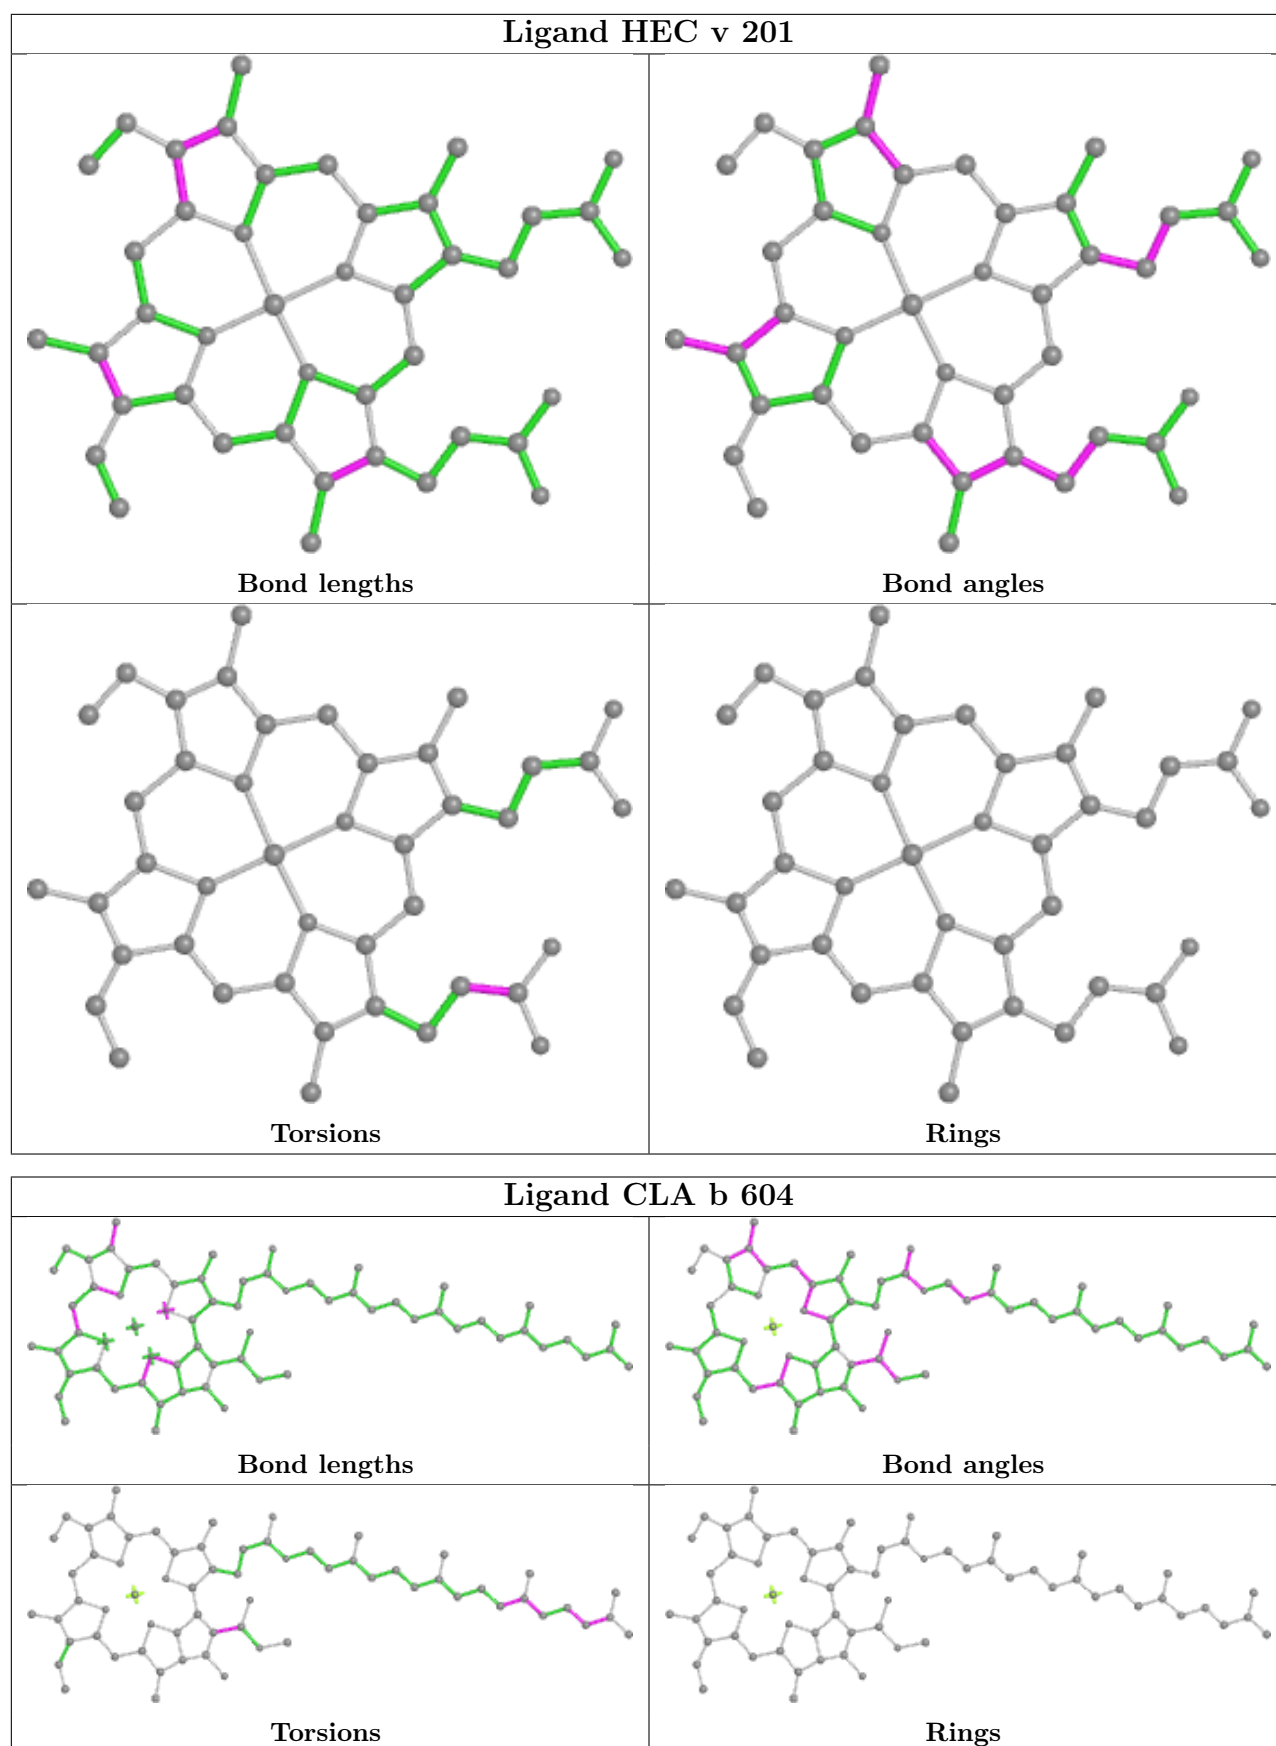 Ligand HEC v 201
Bond lengths
Bond angles
Torsions
Rings
Ligand CLA b 604
Bond lengths
Bond angles
Torsions
Rings